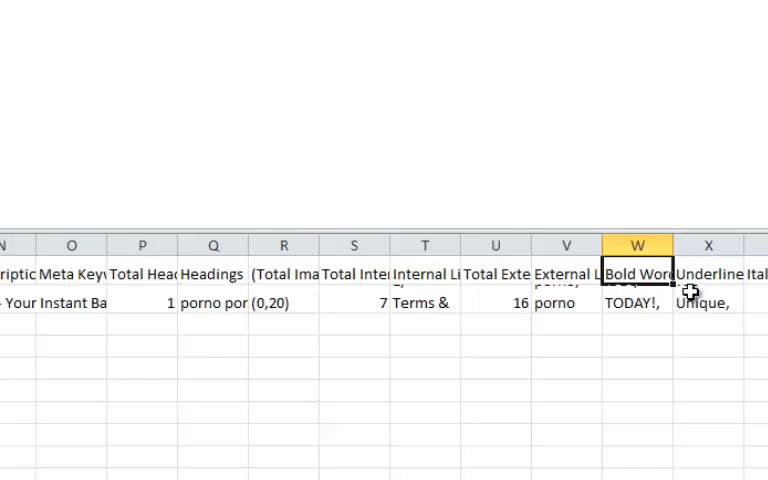 N O P Q R S T U V W X
riptic Meta Keyv Total Head Headings (Total Ima Total Inter Internal Li Total Exte External L Bold Word Underline Ital
- Your Instant Ba 1 porno por (0,20) 7 Terms & 16 porno TODAY!, Unique,